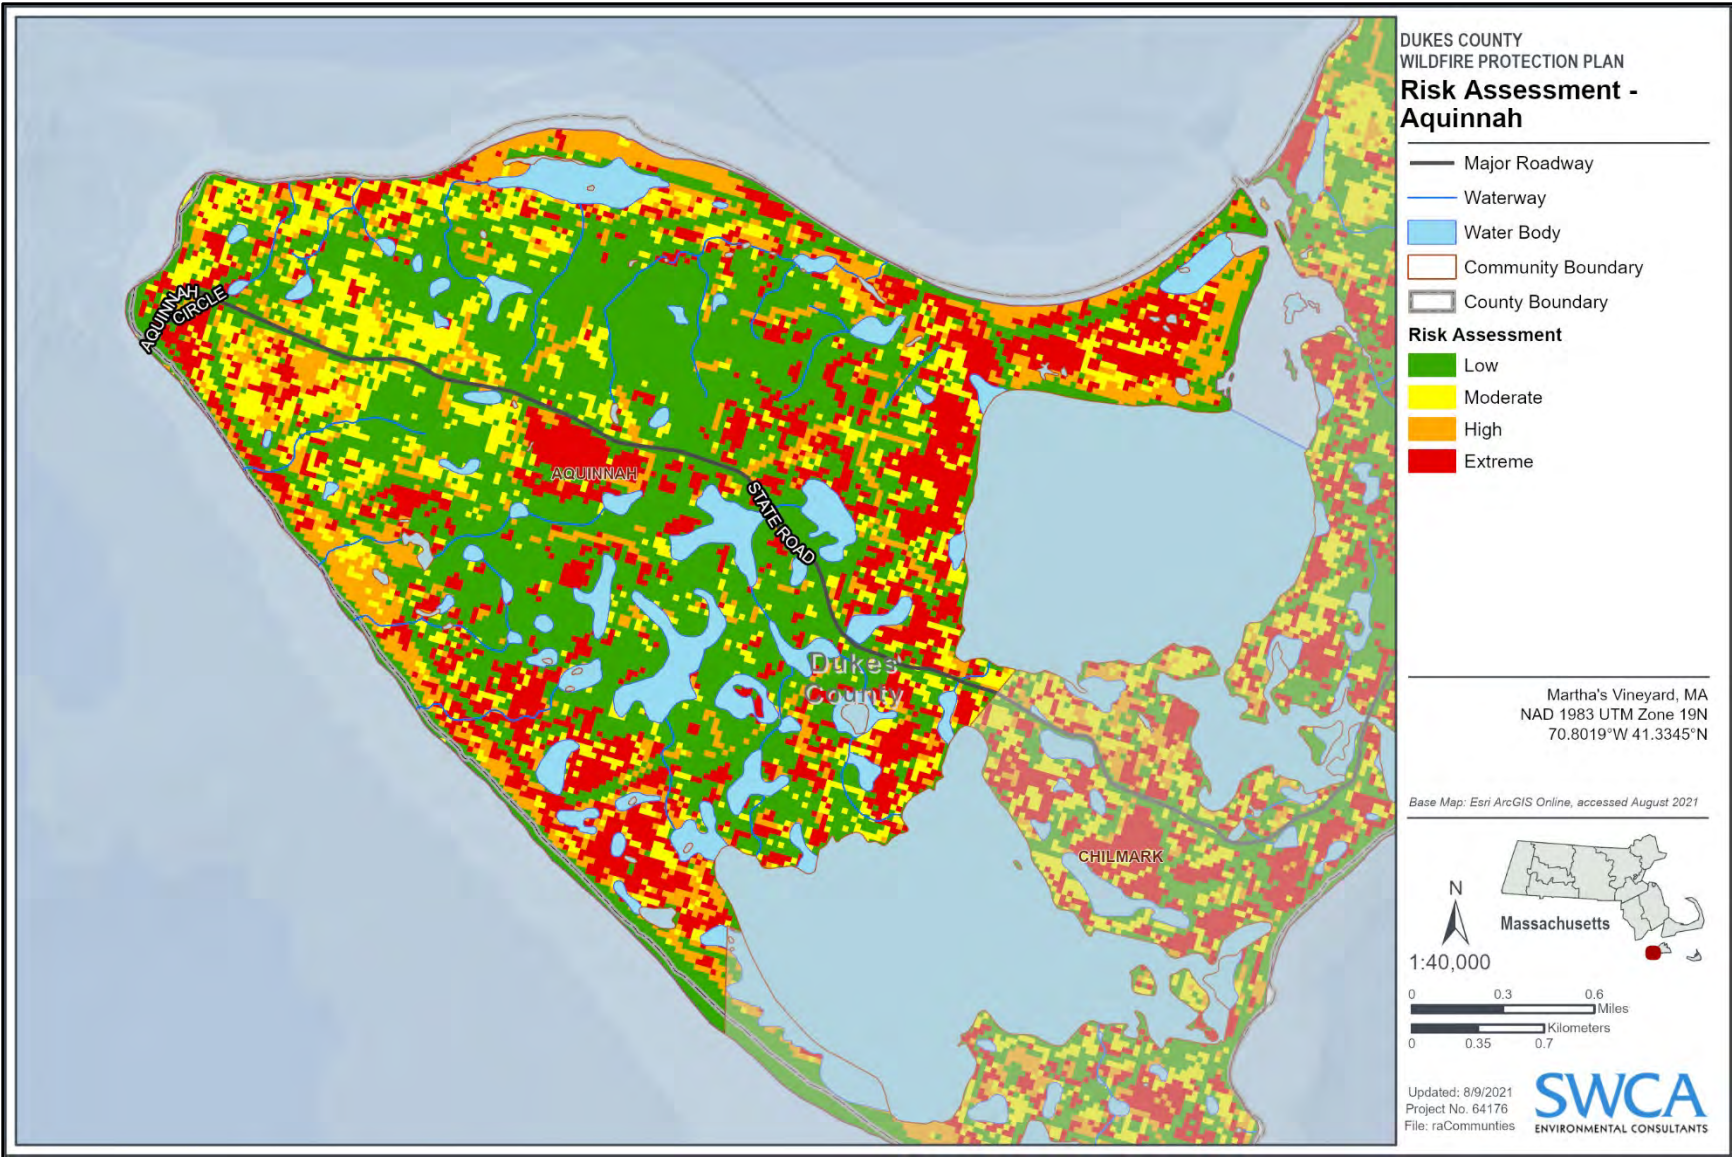 DUKES COUNTY
WILDFIRE PROTECTION PLAN
Risk Assessment -
Aquinnah
Major Roadway
Waterway
Water Body
Community Boundary
County Boundary
Risk Assessment
Low
Moderate
High
Extreme
Martha's Vineyard, MA
NAD 1983 UTM Zone 19N
70.8019°W 41.3345°N
Base Map: Esri ArcGIS Online, accessed August 2021
N
Massachusetts
1:40,000
0 0.3 0.6
Miles
Kilometers
0 0.35 0.7
Updated: 8/9/2021
Project No. 64176
File: raCommunties
SWCA
ENVIRONMENTAL CONSULTANTS
AQUINNAH
CIRCLE
AQUINNAH
STATE ROAD
Dukes
County
CHILMARK